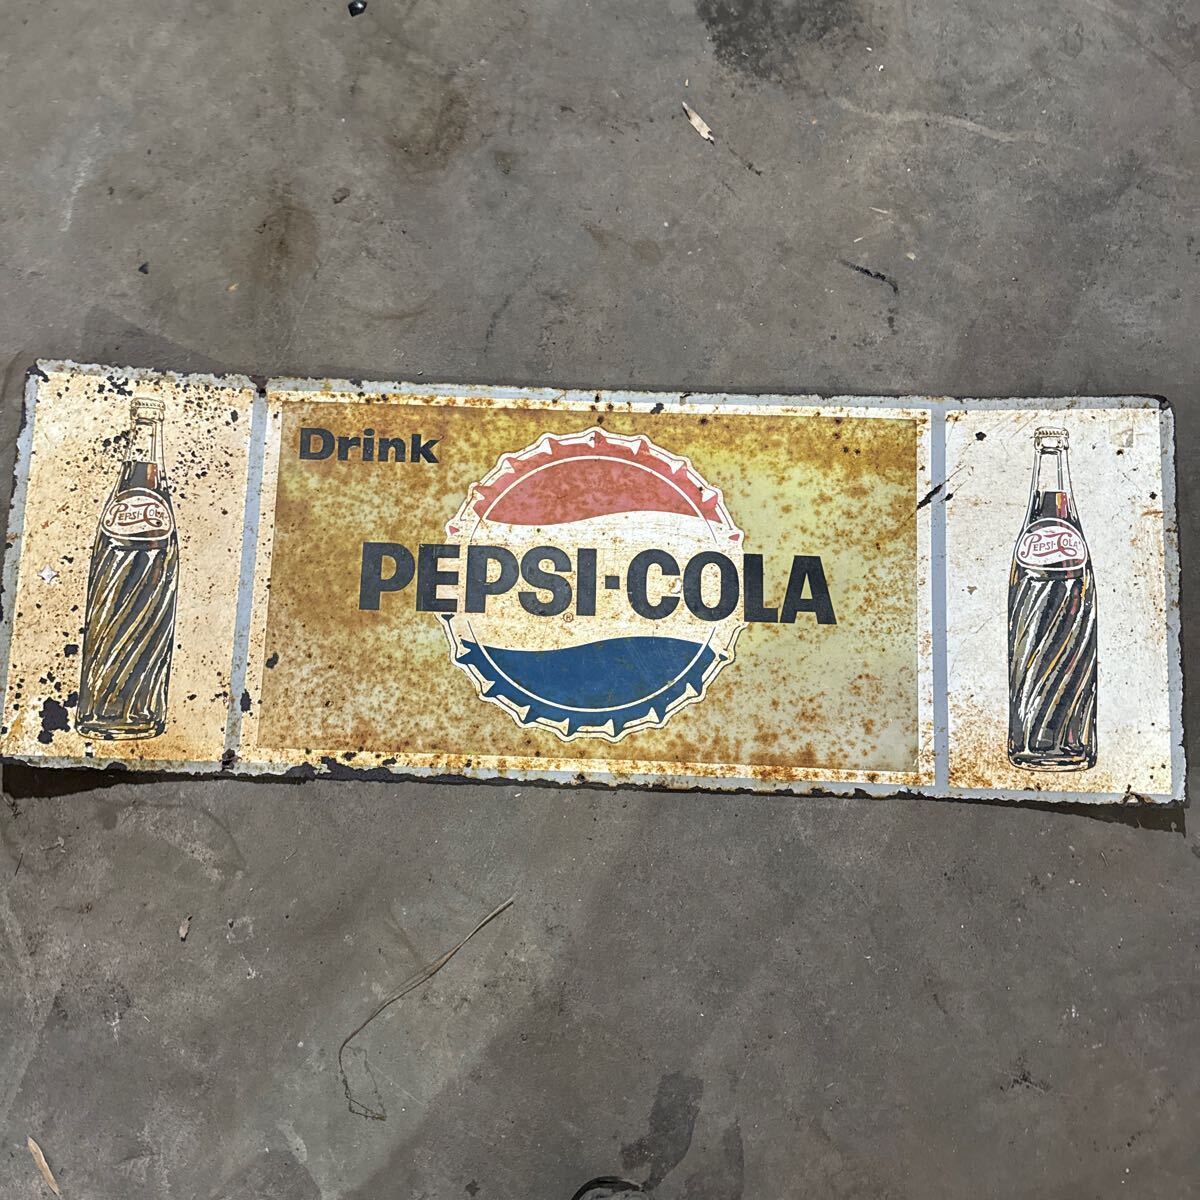 Drink
PEPSI·COLA
®
PEPSI-COLA
PEPSI-COLA